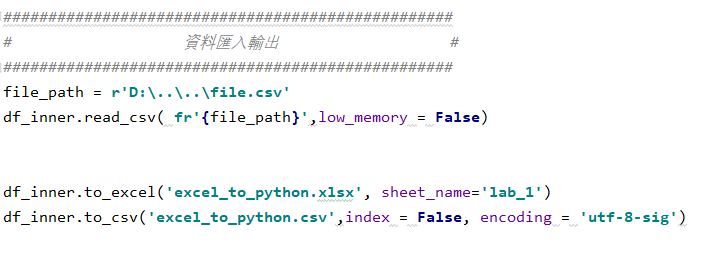 ##################################################
# 資料匯入輸出 #
##################################################
file_path = r'D:\..\..\file.csv'
df_inner.read_csv( fr'{file_path}',low_memory = False)
df_inner.to_excel('excel_to_python.xlsx', sheet_name='lab_1')
df_inner.to_csv('excel_to_python.csv',index = False, encoding = 'utf-8-sig')